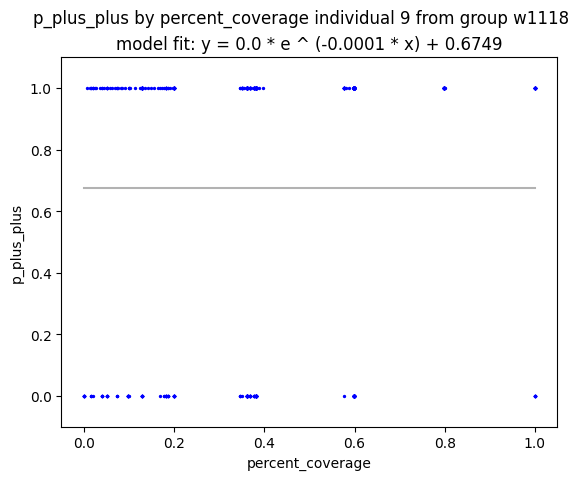 p_plus_plus by percent_coverage individual 9 from group w1118
model fit: y = 0.0 * e ^ (-0.0001 * x) + 0.6749
1.0
0.8
0.6
0.4
0.2
0.0
p_plus_plus
0.0 0.2 0.4 0.6 0.8 1.0
percent_coverage